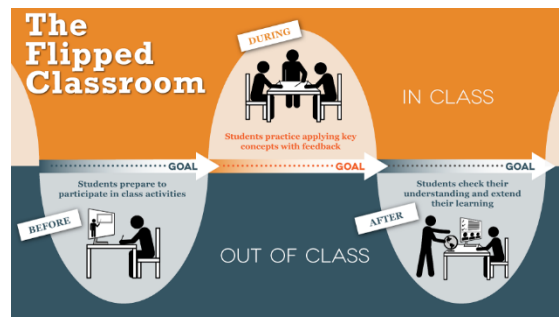 The
Flipped
Classroom
DURING
IN CLASS
Students practice applying key
concepts with feedback
GOAL
GOAL
GOAL
Students prepare to
participate in class activities
BEFORE
Students check their
understanding and extend
their learning
AFTER
OUT OF CLASS